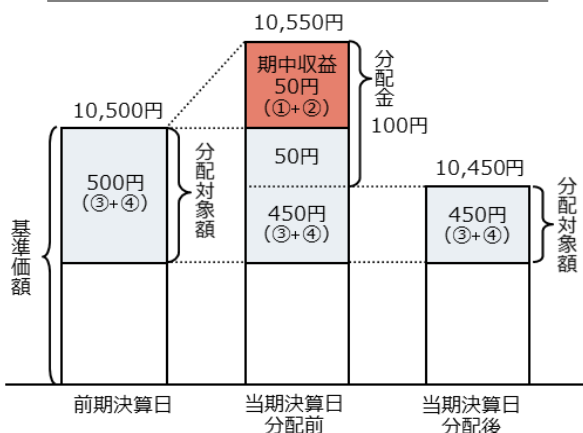 10,550円
期中収益
50円
(①+②)
分配金
100円
10,500円
50円
10,450円
500円
(③+④)
分配対象額
450円
(③+④)
450円
(③+④)
分配対象額
基準価額
前期決算日
当期決算日
分配前
当期決算日
分配後